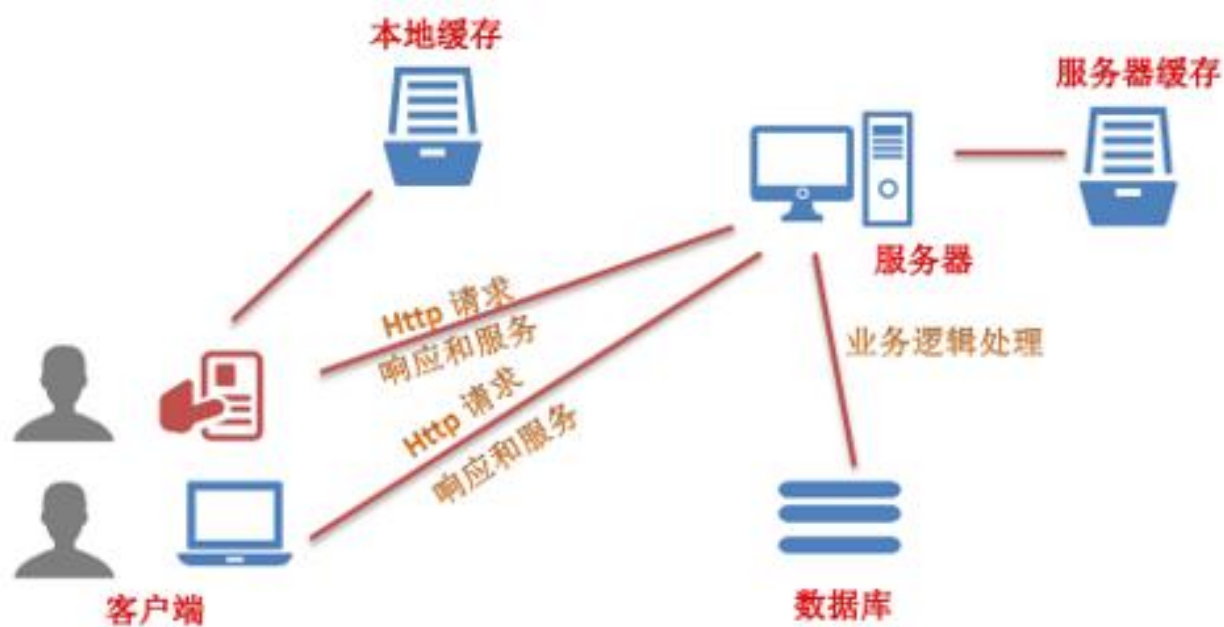 本地缓存
服务器缓存
服务器
Http 请求
响应和服务
业务逻辑处理
Http 请求
响应和服务
客户端
数据库